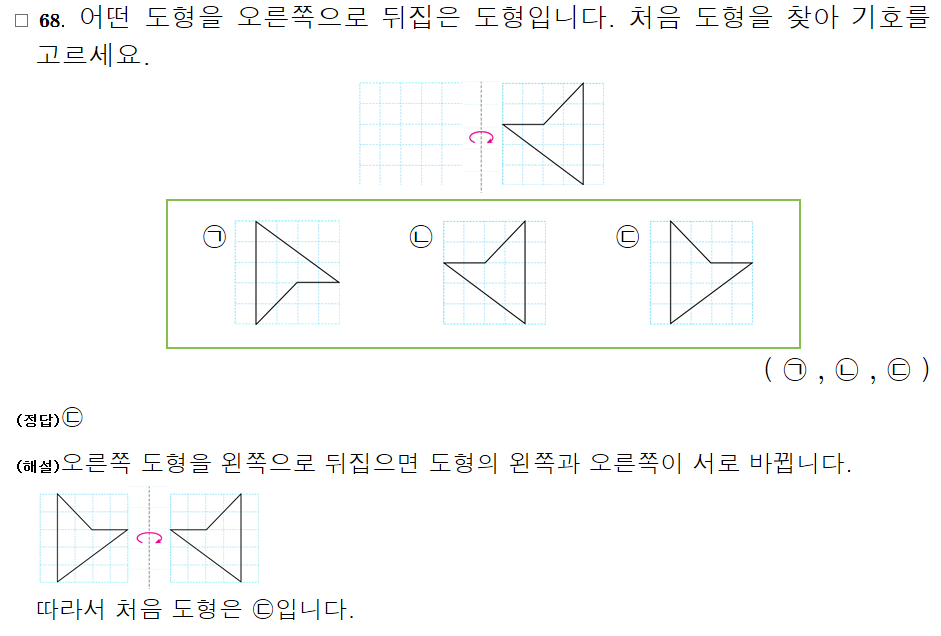 □ 68. 어떤 도형을 오른쪽으로 뒤집은 도형입니다. 처음 도형을 찾아 기호를
고르세요.
㉠ ㉡ ㉢
( ㉠ , ㉡ , ㉢ )
(정답)㉢
(해설)오른쪽 도형을 왼쪽으로 뒤집으면 도형의 왼쪽과 오른쪽이 서로 바뀝니다.
따라서 처음 도형은 ㉢입니다.